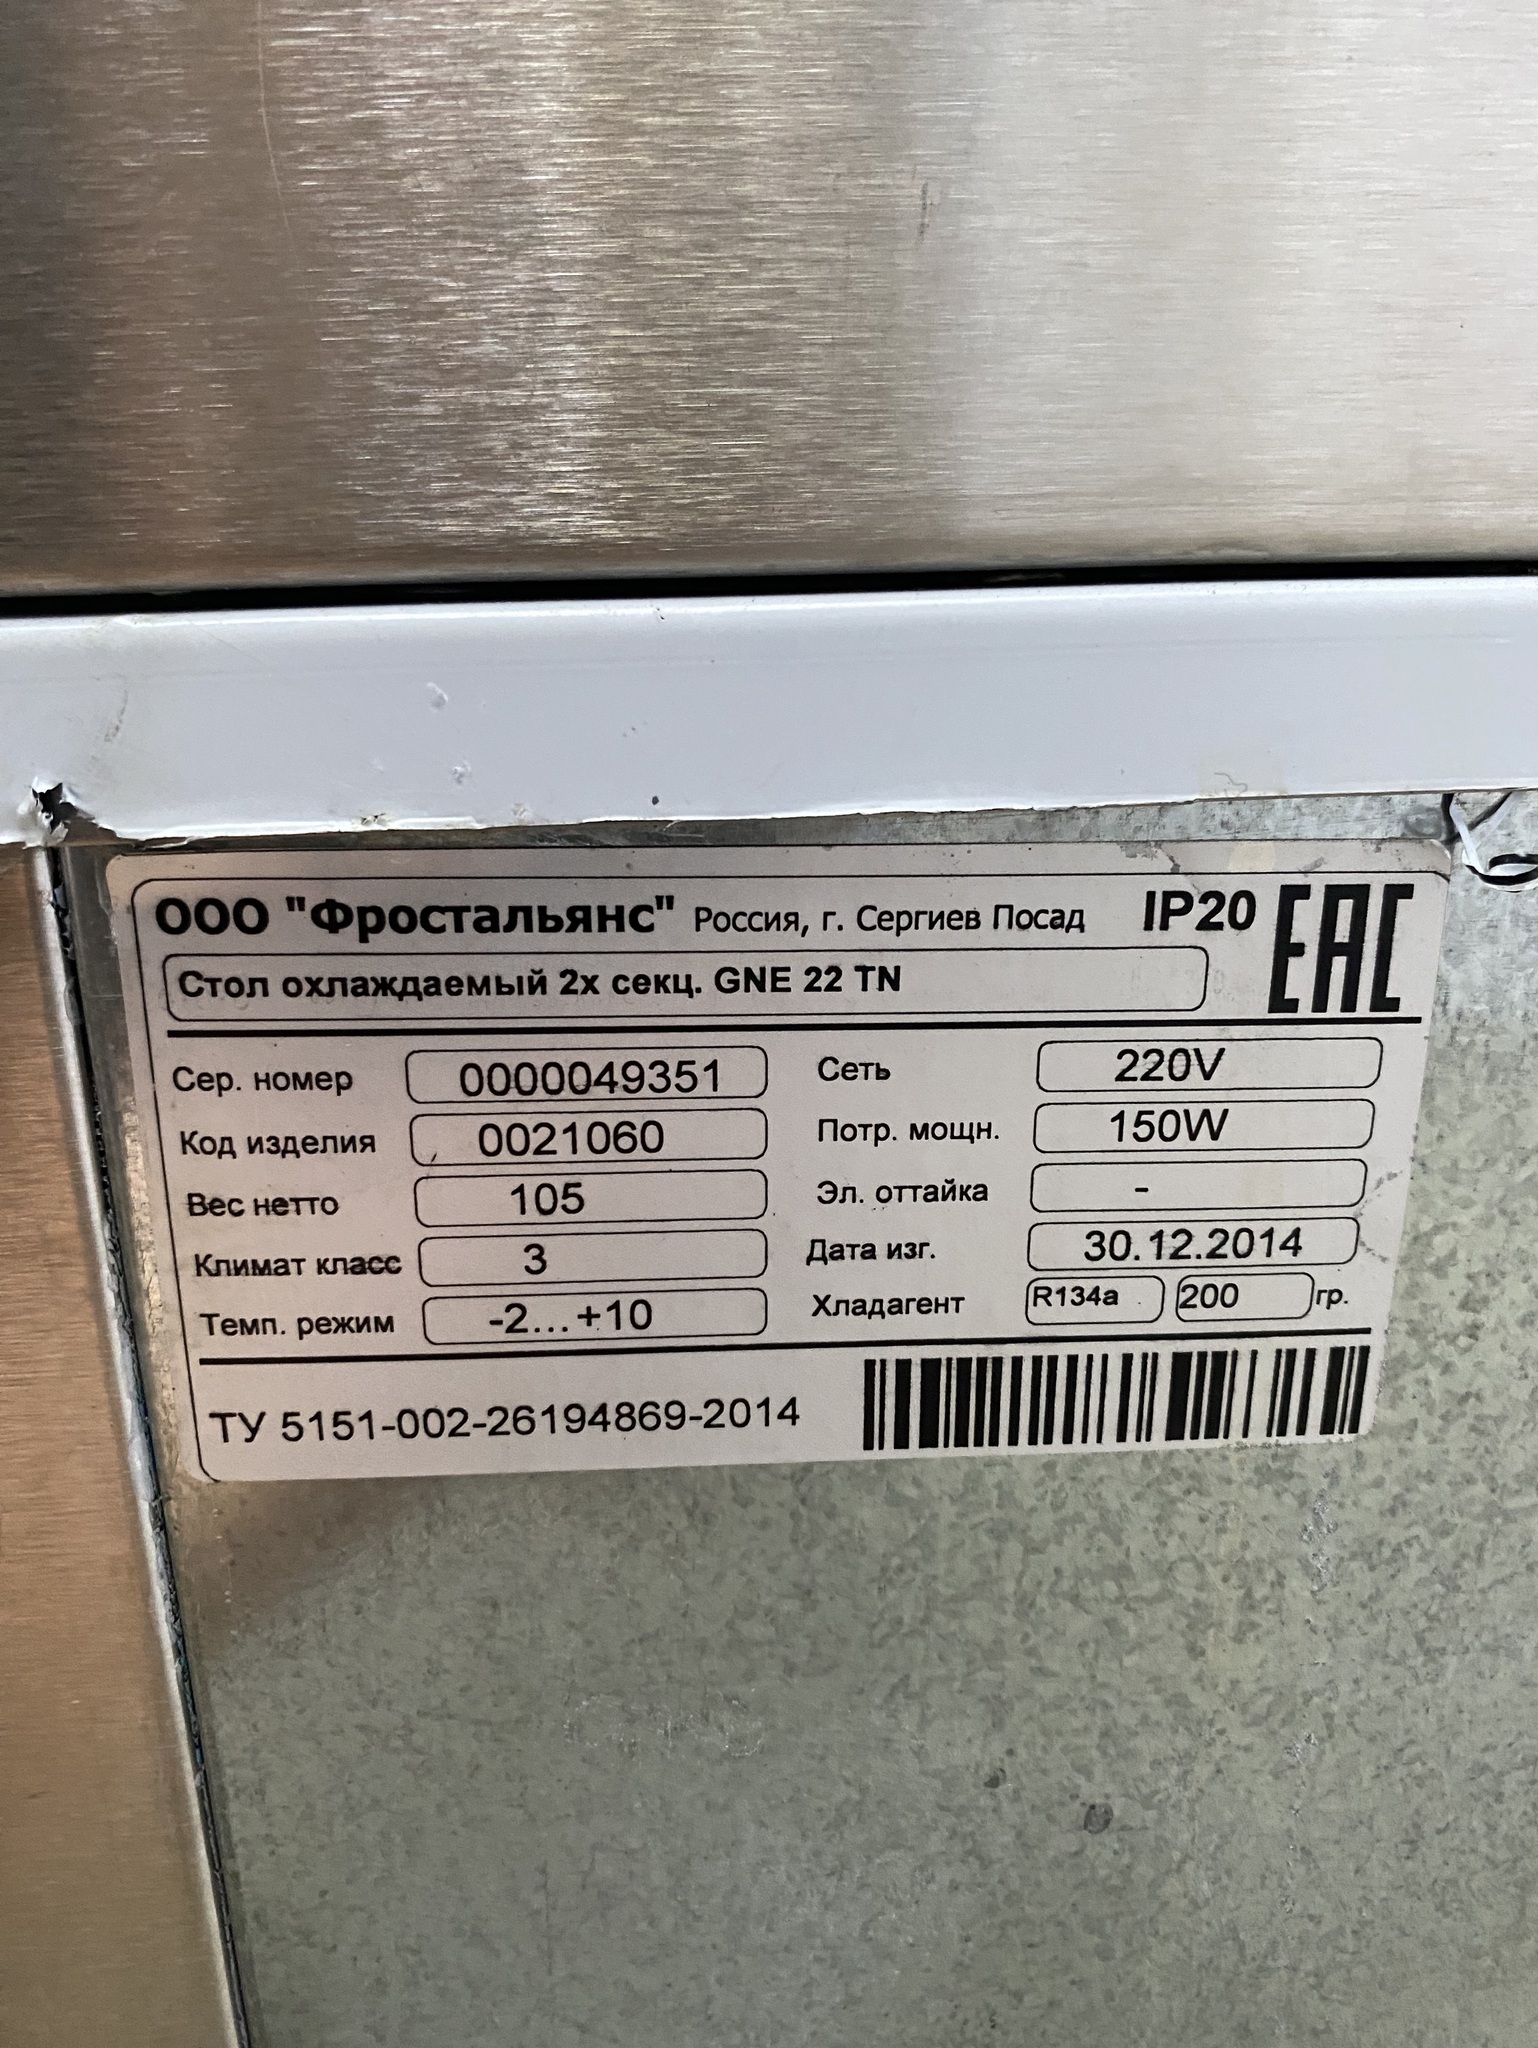 ООО "Фростальянс" Россия, г. Сергиев Посад IP20 EAC
Стол охлаждаемый 2х секц. GNE 22 TN
Сер. номер 0000049351 Сеть 220V
Код изделия 0021060 Потр. мощн. 150W
Вес нетто 105 Эл. оттайка -
Климат класс 3 Дата изг. 30.12.2014
Темп. режим -2...+10 Хладагент R134a 200 гр.
ТУ 5151-002-26194869-2014